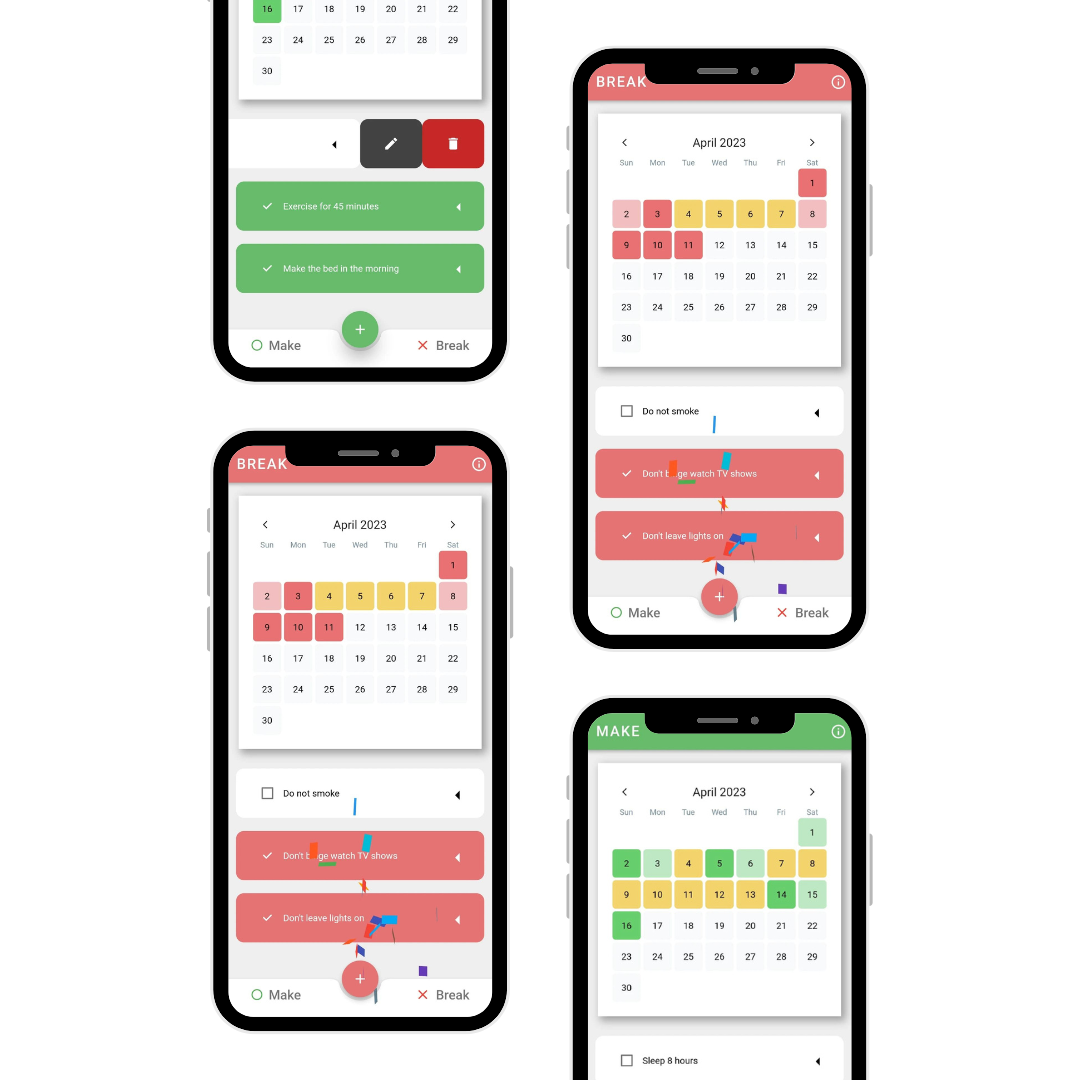 16 17 18 19 20 21 22
23 24 25 26 27 28 29
30
Exercise for 45 minutes
Make the bed in the morning
+
Make Break
BREAK
April 2023
Sun Mon Tue Wed Thu Fri Sat
1
2 3 4 5 6 7 8
9 10 11 12 13 14 15
16 17 18 19 20 21 22
23 24 25 26 27 28 29
30
Do not smoke
Don't b ge watch TV shows
Don't leave lights on
+
Make Break
BREAK
April 2023
Sun Mon Tue Wed Thu Fri Sat
1
2 3 4 5 6 7 8
9 10 11 12 13 14 15
16 17 18 19 20 21 22
23 24 25 26 27 28 29
30
Do not smoke
Don't b ge watch TV shows
Don't leave lights on
+
Make Break
MAKE
April 2023
Sun Mon Tue Wed Thu Fri Sat
1
2 3 4 5 6 7 8
9 10 11 12 13 14 15
16 17 18 19 20 21 22
23 24 25 26 27 28 29
30
Sleep 8 hours